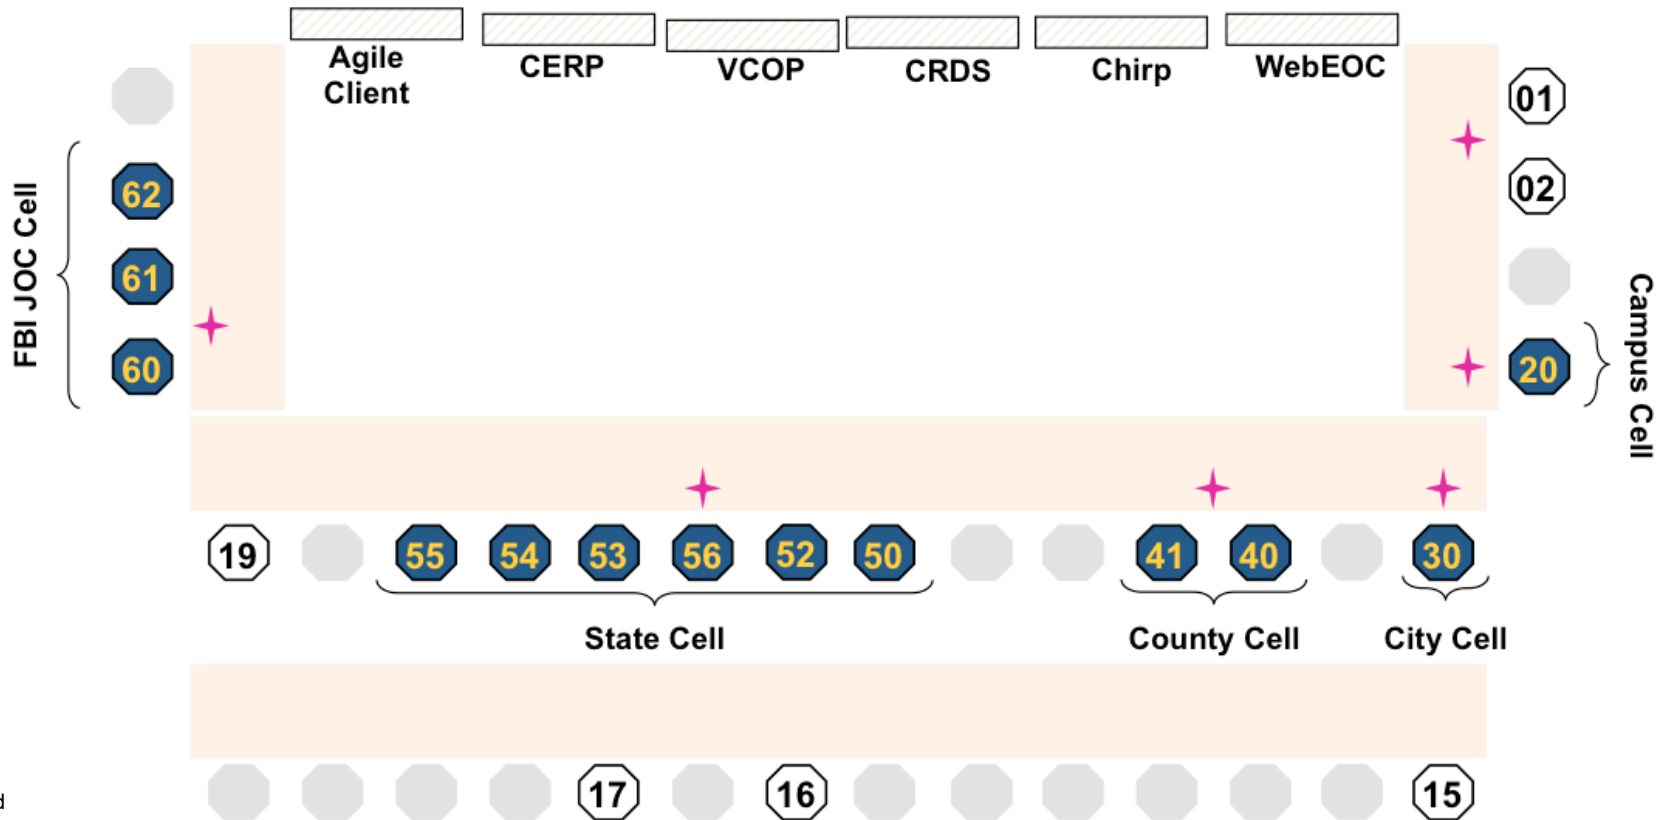 Agile
Client
CERP
VCOP
CRDS
Chirp
WebEOC
01
02
20
Campus Cell
FBI JOC Cell
62
61
60
19
55
54
53
56
52
50
41
40
30
State Cell
County Cell
City Cell
17
16
15
d